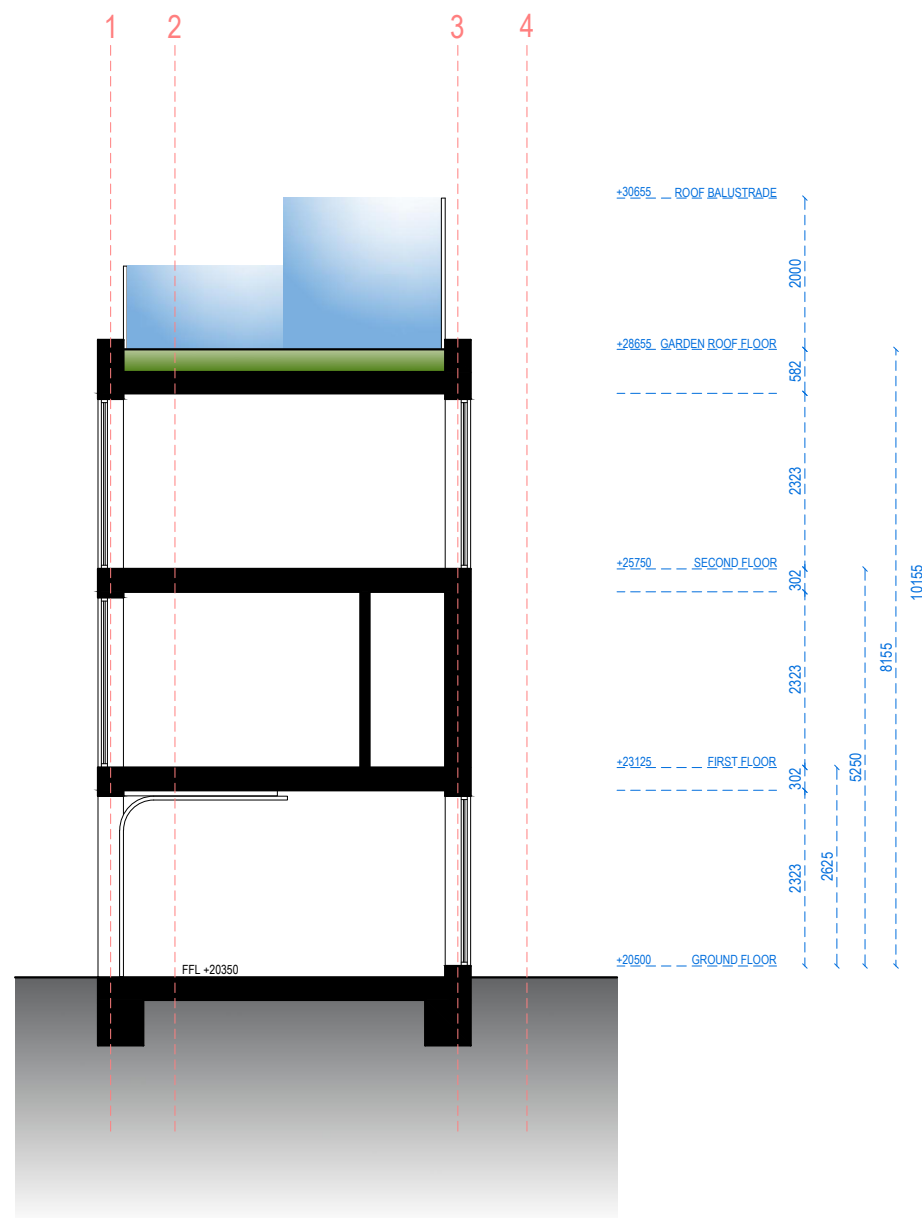 1 2 3 4
+30655 ROOF BALUSTRADE
2000
+28655 GARDEN ROOF FLOOR
582
2323
+25750 SECOND FLOOR
302
10155
8155
2323
5250
+23125 FIRST FLOOR
302
2625
2323
FFL +20350
+20500 GROUND FLOOR